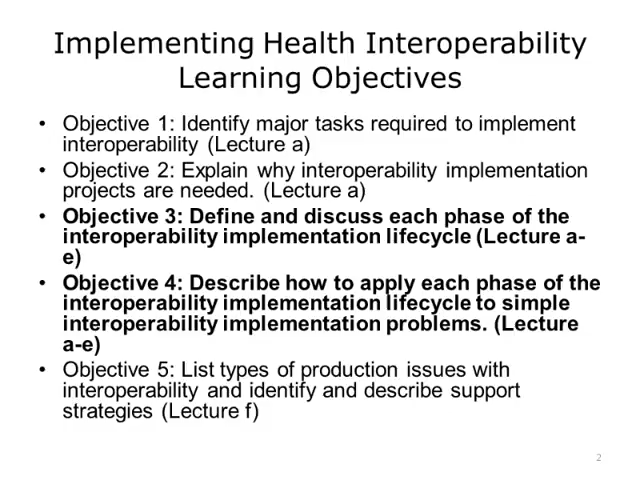 Implementing Health Interoperability
Learning Objectives
• Objective 1: Identify major tasks required to implement
interoperability (Lecture a)
• Objective 2: Explain why interoperability implementation
projects are needed. (Lecture a)
• Objective 3: Define and discuss each phase of the
interoperability implementation lifecycle (Lecture a-
e)
• Objective 4: Describe how to apply each phase of the
interoperability implementation lifecycle to simple
interoperability implementation problems. (Lecture
a-e)
• Objective 5: List types of production issues with
interoperability and identify and describe support
strategies (Lecture f)
2